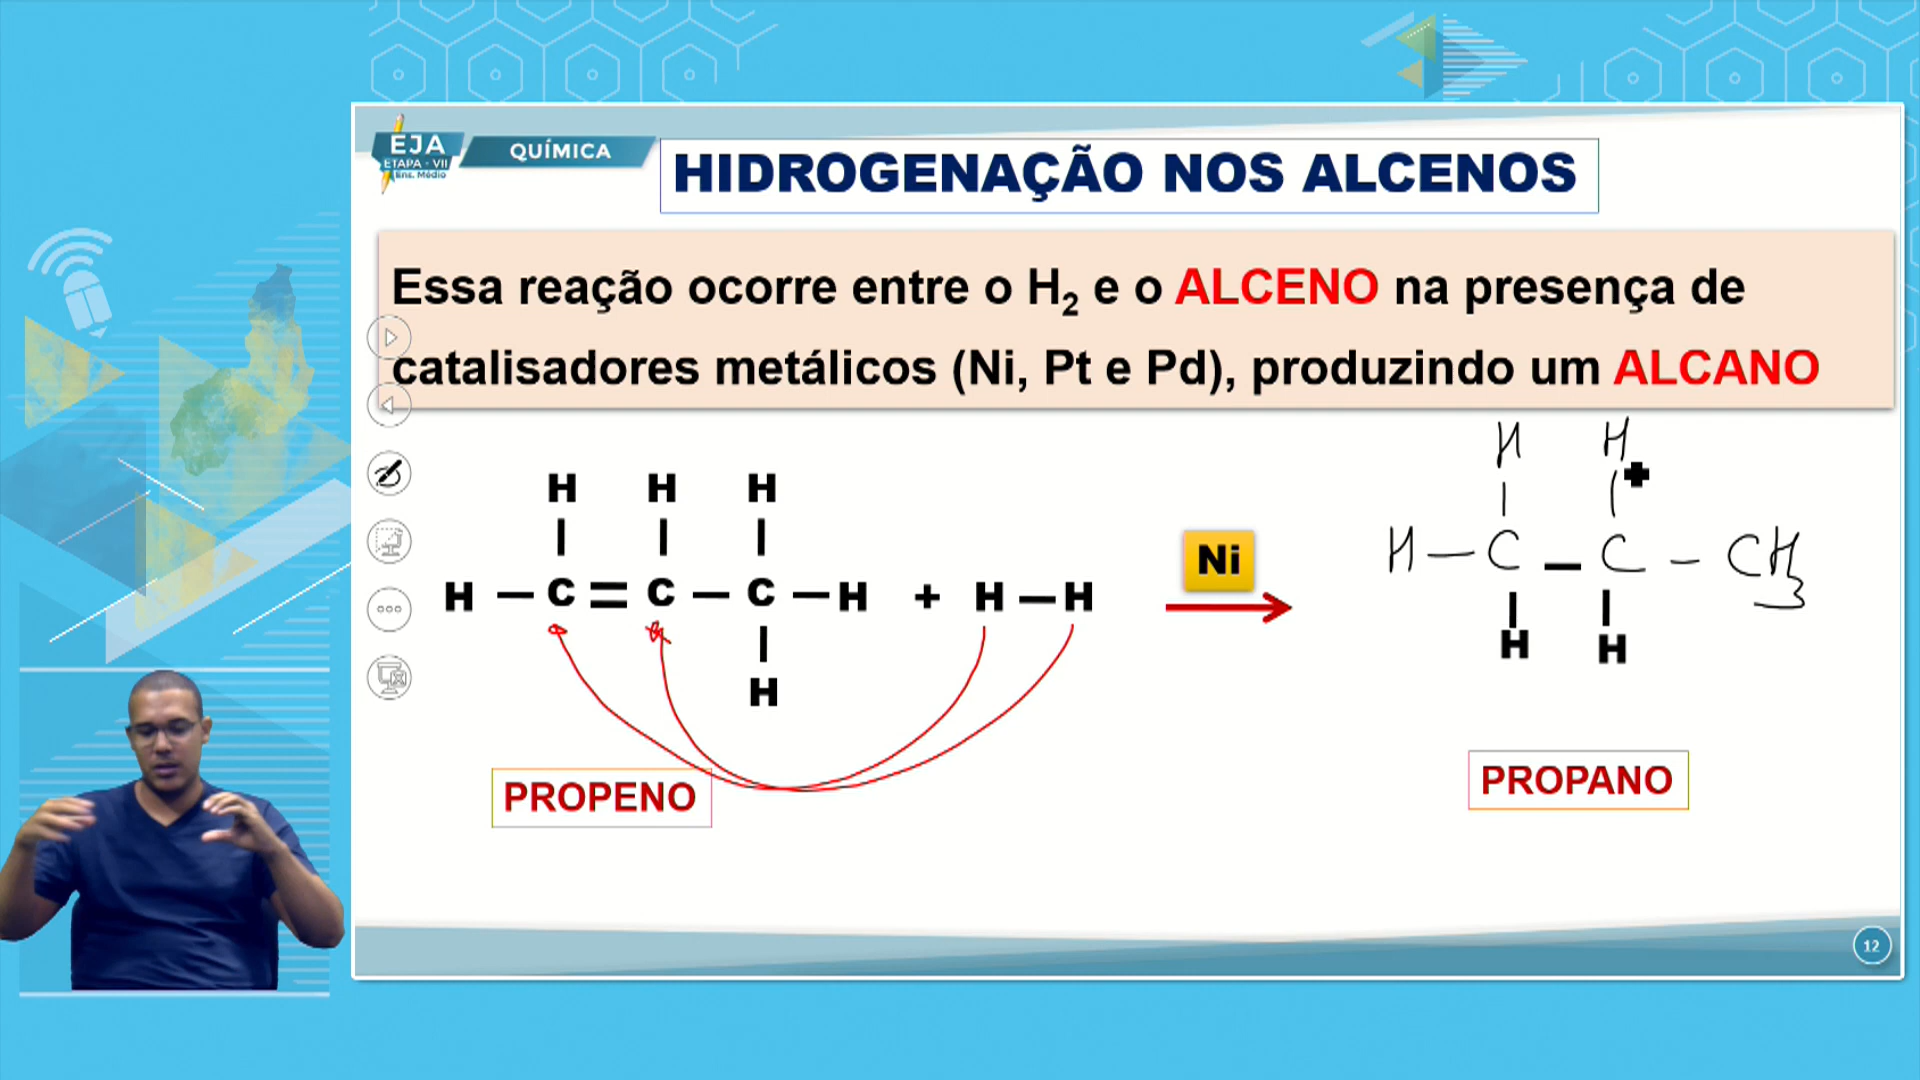 EJA
ETAPA - VII
Ens. Médio
QUÍMICA
HIDROGENAÇÃO NOS ALCENOS
Essa reação ocorre entre o H₂ e o ALCENO na presença de
catalisadores metálicos (Ni, Pt e Pd), produzindo um ALCANO
H H H
H — C = C — C — H + H — H
H
Ni
H H
H — C — C — CH₃
H H
PROPENO
PROPANO
12